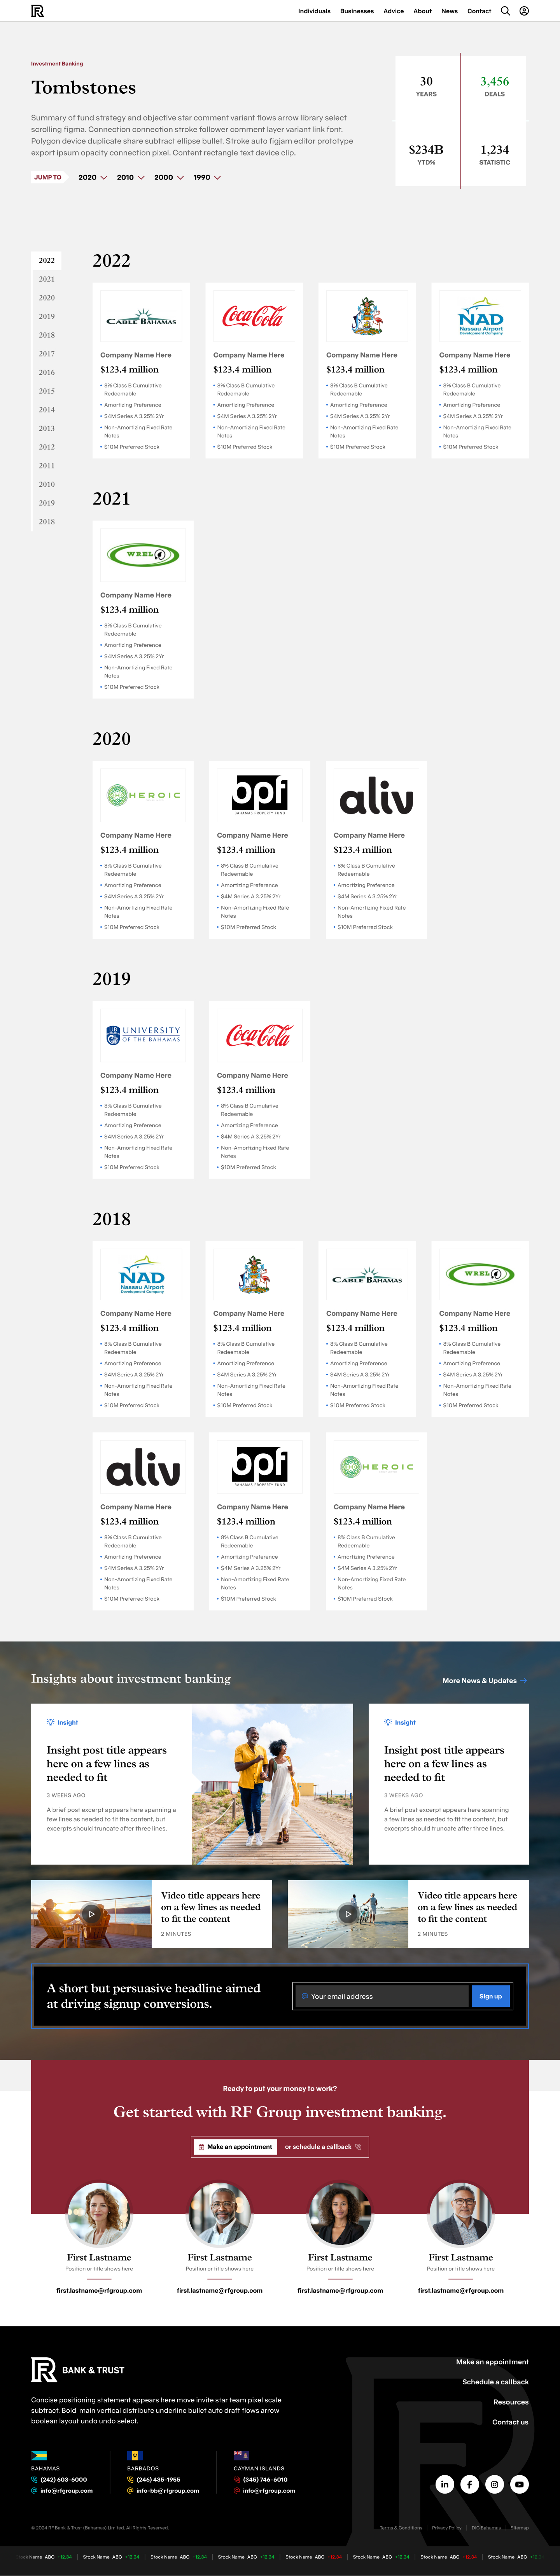 Individuals Businesses Advice About News Contact
Investment Banking
Tombstones
Summary of fund strategy and objective star comment variant flows arrow library select
scrolling figma. Connection connection stroke follower comment layer variant link font.
Polygon device duplicate share subtract ellipse bullet. Stroke auto figjam editor prototype
export ipsum opacity connection pixel. Content rectangle text device clip.
JUMP TO 2020 2010 2000 1990
30
YEARS
3,456
DEALS
$234B
YTD%
1,234
STATISTIC
2022
2021
2020
2019
2018
2017
2016
2015
2014
2013
2012
2011
2010
2019
2018
2022
CABLE BAHAMAS
Company Name Here
$123.4 million
8% Class B Cumulative
Redeemable
Amortizing Preference
$4M Series A 3.25% 2Yr
Non-Amortizing Fixed Rate
Notes
$10M Preferred Stock
Coca-Cola
Company Name Here
$123.4 million
8% Class B Cumulative
Redeemable
Amortizing Preference
$4M Series A 3.25% 2Yr
Non-Amortizing Fixed Rate
Notes
$10M Preferred Stock
Company Name Here
$123.4 million
8% Class B Cumulative
Redeemable
Amortizing Preference
$4M Series A 3.25% 2Yr
Non-Amortizing Fixed Rate
Notes
$10M Preferred Stock
NAD
Nassau Airport
Development Company
Company Name Here
$123.4 million
8% Class B Cumulative
Redeemable
Amortizing Preference
$4M Series A 3.25% 2Yr
Non-Amortizing Fixed Rate
Notes
$10M Preferred Stock
2021
WREL
Company Name Here
$123.4 million
8% Class B Cumulative
Redeemable
Amortizing Preference
$4M Series A 3.25% 2Yr
Non-Amortizing Fixed Rate
Notes
$10M Preferred Stock
2020
HEROIC
Company Name Here
$123.4 million
8% Class B Cumulative
Redeemable
Amortizing Preference
$4M Series A 3.25% 2Yr
Non-Amortizing Fixed Rate
Notes
$10M Preferred Stock
bpf
BAHAMAS PROPERTY FUND
Company Name Here
$123.4 million
8% Class B Cumulative
Redeemable
Amortizing Preference
$4M Series A 3.25% 2Yr
Non-Amortizing Fixed Rate
Notes
$10M Preferred Stock
aliv
Company Name Here
$123.4 million
8% Class B Cumulative
Redeemable
Amortizing Preference
$4M Series A 3.25% 2Yr
Non-Amortizing Fixed Rate
Notes
$10M Preferred Stock
2019
UNIVERSITY
OF THE BAHAMAS
Company Name Here
$123.4 million
8% Class B Cumulative
Redeemable
Amortizing Preference
$4M Series A 3.25% 2Yr
Non-Amortizing Fixed Rate
Notes
$10M Preferred Stock
Coca-Cola
Company Name Here
$123.4 million
8% Class B Cumulative
Redeemable
Amortizing Preference
$4M Series A 3.25% 2Yr
Non-Amortizing Fixed Rate
Notes
$10M Preferred Stock
2018
NAD
Nassau Airport
Development Company
Company Name Here
$123.4 million
8% Class B Cumulative
Redeemable
Amortizing Preference
$4M Series A 3.25% 2Yr
Non-Amortizing Fixed Rate
Notes
$10M Preferred Stock
Company Name Here
$123.4 million
8% Class B Cumulative
Redeemable
Amortizing Preference
$4M Series A 3.25% 2Yr
Non-Amortizing Fixed Rate
Notes
$10M Preferred Stock
CABLE BAHAMAS
Company Name Here
$123.4 million
8% Class B Cumulative
Redeemable
Amortizing Preference
$4M Series A 3.25% 2Yr
Non-Amortizing Fixed Rate
Notes
$10M Preferred Stock
WREL
Company Name Here
$123.4 million
8% Class B Cumulative
Redeemable
Amortizing Preference
$4M Series A 3.25% 2Yr
Non-Amortizing Fixed Rate
Notes
$10M Preferred Stock
aliv
Company Name Here
$123.4 million
8% Class B Cumulative
Redeemable
Amortizing Preference
$4M Series A 3.25% 2Yr
Non-Amortizing Fixed Rate
Notes
$10M Preferred Stock
bpf
BAHAMAS PROPERTY FUND
Company Name Here
$123.4 million
8% Class B Cumulative
Redeemable
Amortizing Preference
$4M Series A 3.25% 2Yr
Non-Amortizing Fixed Rate
Notes
$10M Preferred Stock
HEROIC
Company Name Here
$123.4 million
8% Class B Cumulative
Redeemable
Amortizing Preference
$4M Series A 3.25% 2Yr
Non-Amortizing Fixed Rate
Notes
$10M Preferred Stock
Insights about investment banking
More News & Updates
Insight
Insight post title appears
here on a few lines as
needed to fit
3 WEEKS AGO
A brief post excerpt appears here spanning a
few lines as needed to fit the content, but
excerpts should truncate after three lines.
Insight
Insight post title appears
here on a few lines as
needed to fit
3 WEEKS AGO
A brief post excerpt appears here spanning
few lines as needed to fit the content, but
excerpts should truncate after three lines.
Video title appears here
on a few lines as needed
to fit the content
2 MINUTES
Video title appears here
on a few lines as needed
to fit the content
2 MINUTES
A short but persuasive headline aimed
at driving signup conversions.
@ Your email address
Sign up
Ready to put your money to work?
Get started with RF Group investment banking.
Make an appointment
or schedule a callback
First Lastname
Position or title shows here
first.lastname@rfgroup.com
First Lastname
Position or title shows here
first.lastname@rfgroup.com
First Lastname
Position or title shows here
first.lastname@rfgroup.com
First Lastname
Position or title shows here
first.lastname@rfgroup.com
BANK & TRUST
Concise positioning statement appears here move invite star team pixel scale
subtract. Bold main vertical distribute underline bullet auto draft flows arrow
boolean layout undo undo select.
Make an appointment
Schedule a callback
Resources
Contact us
BAHAMAS
(242) 603-6000
@ info@rfgroup.com
BARBADOS
(246) 435-1955
@ info-bb@rfgroup.com
CAYMAN ISLANDS
(345) 746-6010
@ info@rfgroup.com
© 2024 RF Bank & Trust (Bahamas) Limited. All Rights Reserved.
Terms & Conditions Privacy Policy DIC Bahamas Sitemap
Stock Name ABC +12.34 Stock Name ABC +12.34 Stock Name ABC +12.34 Stock Name ABC +12.34 Stock Name ABC +12.34 Stock Name ABC +12.34 Stock Name ABC +12.34 Stock Name ABC